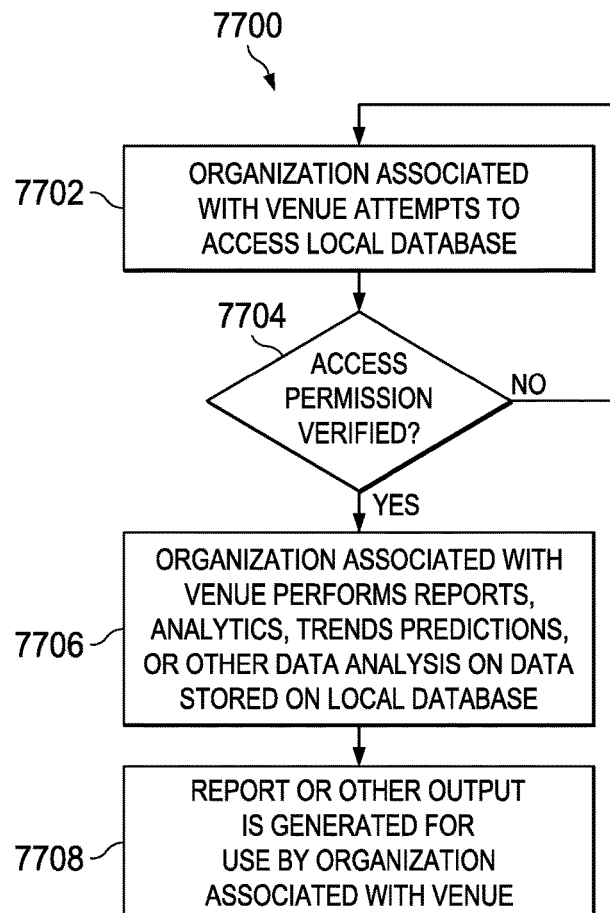 7700
7702
ORGANIZATION ASSOCIATED
WITH VENUE ATTEMPTS TO
ACCESS LOCAL DATABASE
7704
ACCESS
PERMISSION
VERIFIED?
NO
YES
7706
ORGANIZATION ASSOCIATED WITH
VENUE PERFORMS REPORTS,
ANALYTICS, TRENDS PREDICTIONS,
OR OTHER DATA ANALYSIS ON DATA
STORED ON LOCAL DATABASE
7708
REPORT OR OTHER OUTPUT
IS GENERATED FOR
USE BY ORGANIZATION
ASSOCIATED WITH VENUE